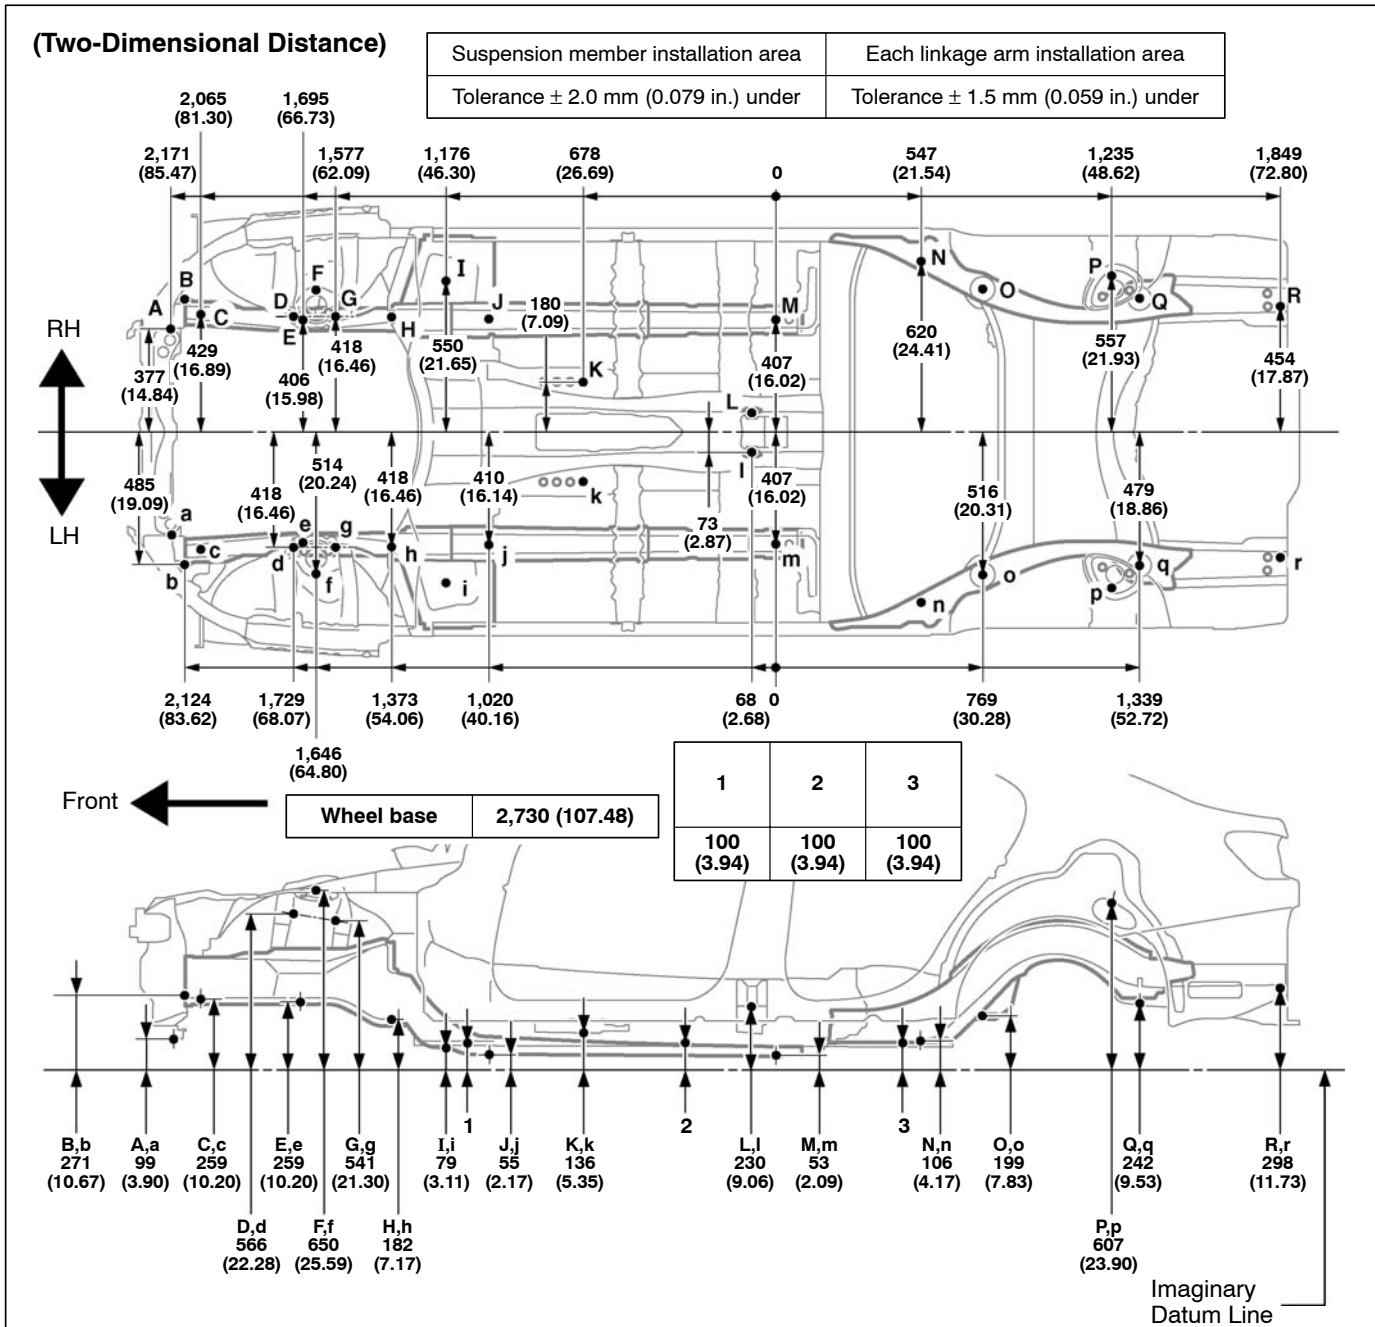 (Two-Dimensional Distance)
Suspension member installation area
Each linkage arm installation area
Tolerance ± 2.0 mm (0.079 in.) under
Tolerance ± 1.5 mm (0.059 in.) under
2,065
(81.30)
1,695
(66.73)
2,171
(85.47)
1,577
(62.09)
1,176
(46.30)
678
(26.69)
0
547
(21.54)
1,235
(48.62)
1,849
(72.80)
A
B
C
D
E
F
G
H
I
J
K
L
M
N
O
P
Q
R
RH
LH
377
(14.84)
429
(16.89)
406
(15.98)
418
(16.46)
550
(21.65)
180
(7.09)
407
(16.02)
620
(24.41)
557
(21.93)
454
(17.87)
485
(19.09)
418
(16.46)
514
(20.24)
418
(16.46)
410
(16.14)
73
(2.87)
407
(16.02)
516
(20.31)
479
(18.86)
a
b
c
d
e
f
g
h
i
j
k
l
m
n
o
p
q
r
2,124
(83.62)
1,729
(68.07)
1,646
(64.80)
1,373
(54.06)
1,020
(40.16)
68
(2.68)
0
769
(30.28)
1,339
(52.72)
Front
Wheel base
2,730 (107.48)
1
2
3
100
(3.94)
100
(3.94)
100
(3.94)
1
2
3
B,b
271
(10.67)
A,a
99
(3.90)
C,c
259
(10.20)
E,e
259
(10.20)
G,g
541
(21.30)
I,i
79
(3.11)
J,j
55
(2.17)
K,k
136
(5.35)
L,l
230
(9.06)
M,m
53
(2.09)
N,n
106
(4.17)
O,o
199
(7.83)
Q,q
242
(9.53)
R,r
298
(11.73)
D,d
566
(22.28)
F,f
650
(25.59)
H,h
182
(7.17)
P,p
607
(23.90)
Imaginary
Datum Line